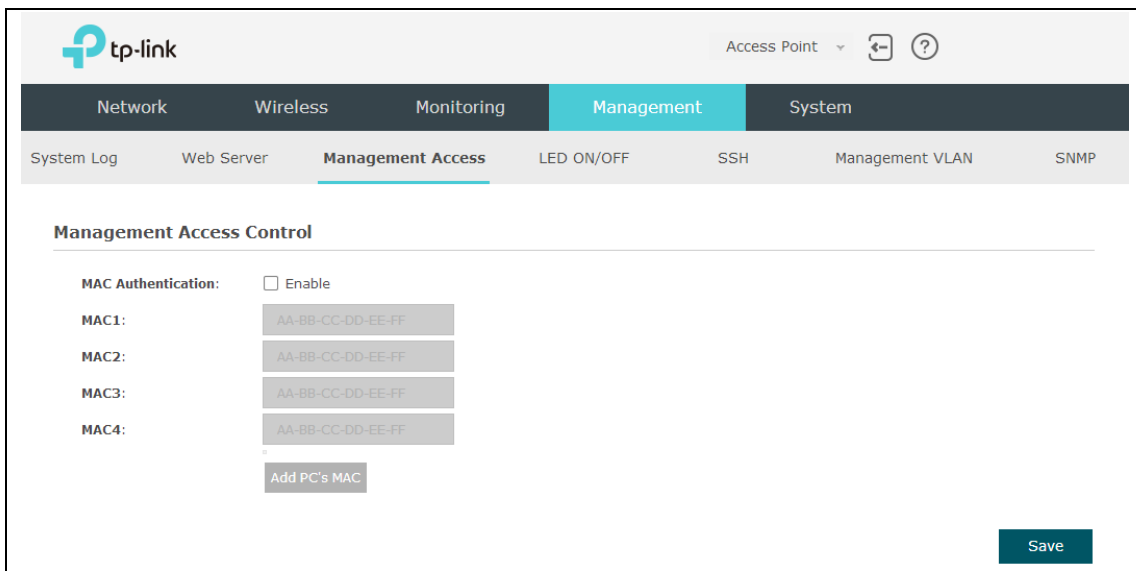 tp-link
Access Point
Network Wireless Monitoring Management System
System Log Web Server Management Access LED ON/OFF SSH Management VLAN SNMP
Management Access Control
MAC Authentication: Enable
MAC1: AA-BB-CC-DD-EE-FF
MAC2: AA-BB-CC-DD-EE-FF
MAC3: AA-BB-CC-DD-EE-FF
MAC4: AA-BB-CC-DD-EE-FF
Add PC's MAC
Save